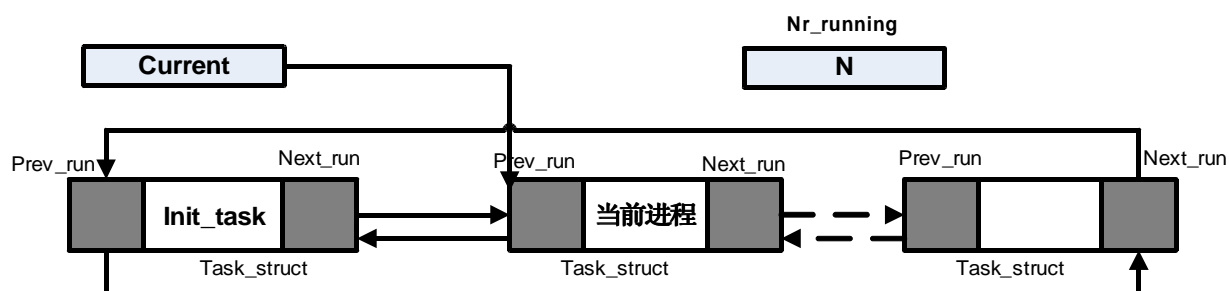 Nr_running
Current
N
Prev_run
Next_run
Prev_run
Next_run
Prev_run
Next_run
Init_task
当前进程
Task_struct
Task_struct
Task_struct